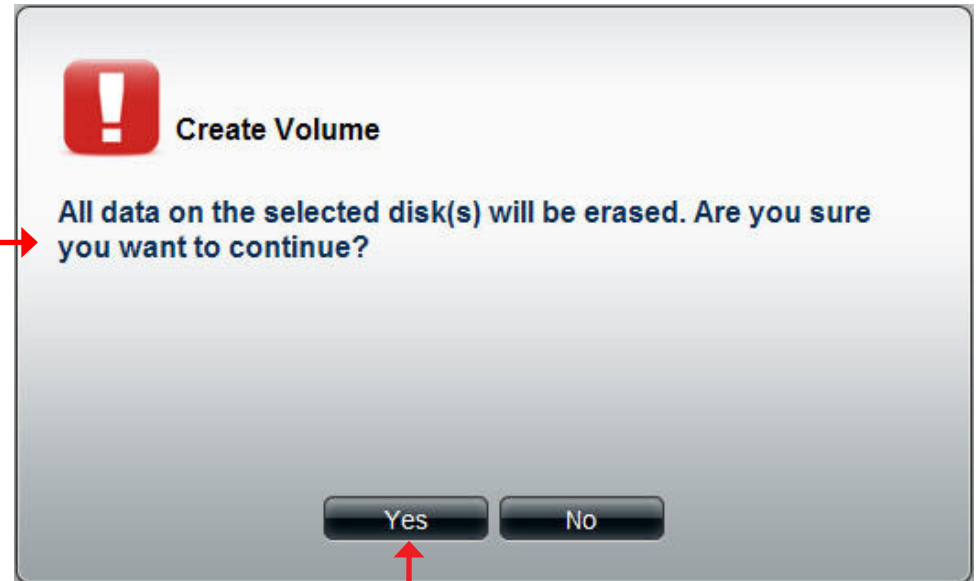 Create Volume
All data on the selected disk(s) will be erased. Are you sure
you want to continue?
Yes No